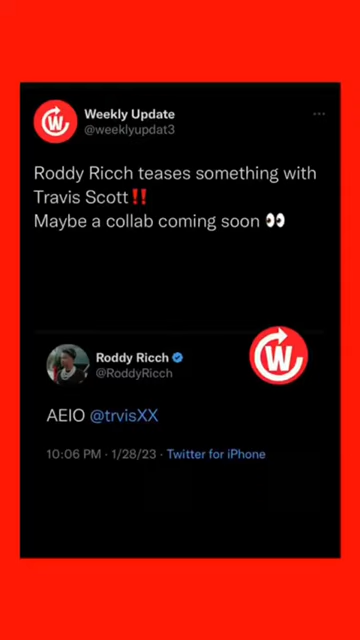 Weekly Update
@weeklyupdat3
Roddy Ricch teases something with
Travis Scott‼️
Maybe a collab coming soon 👀
W
Roddy Ricch
@RoddyRicch
AEIO @trvisXX
10:06 PM · 1/28/23 · Twitter for iPhone